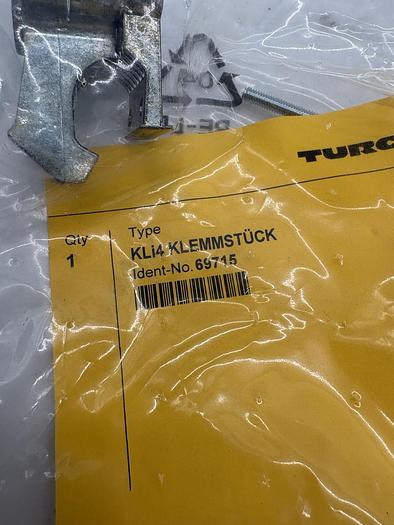 TURC
Qty
1
Type
KLi4 KLEMMSTÜCK
Ident-No. 69715